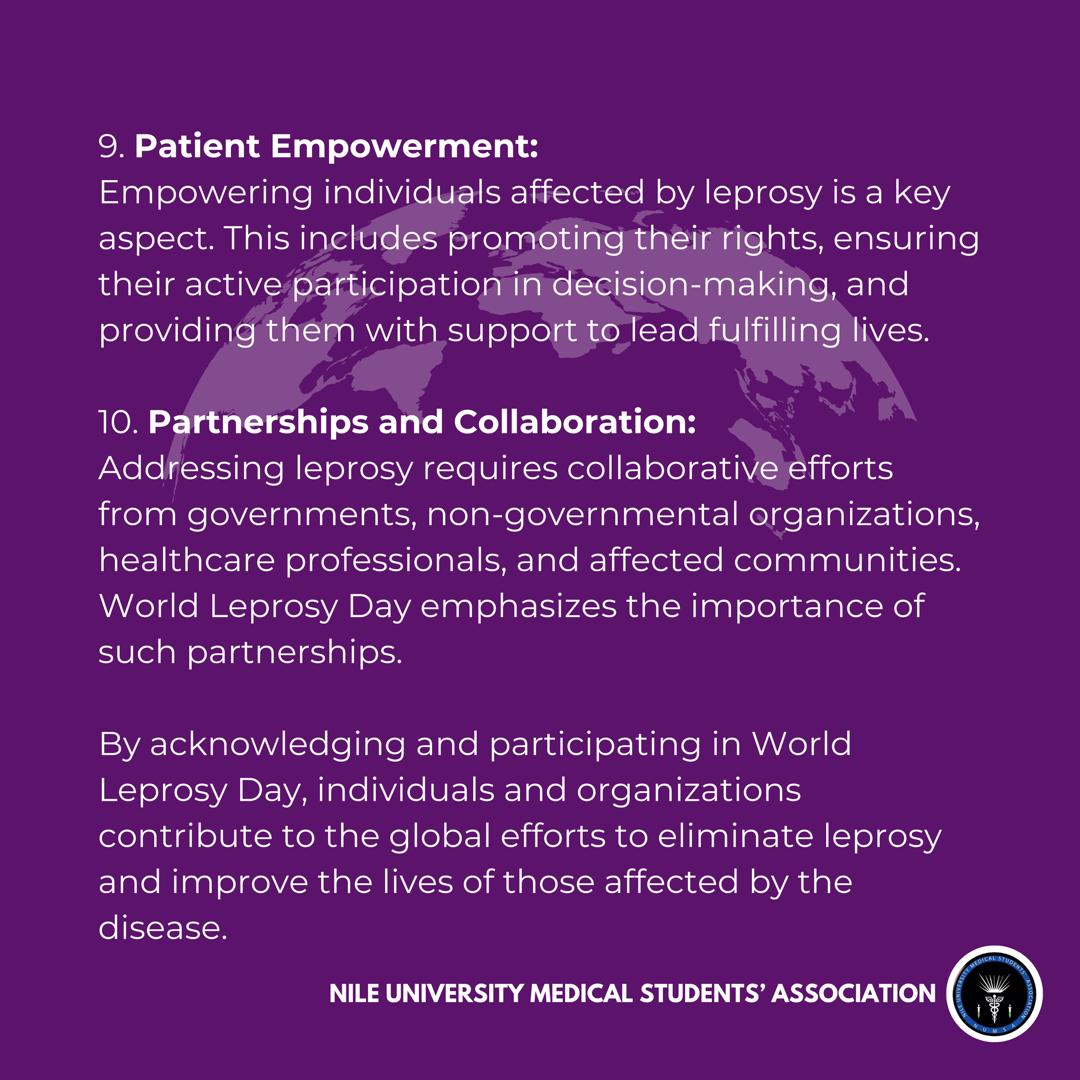 9. Patient Empowerment:
Empowering individuals affected by leprosy is a key
aspect. This includes promoting their rights, ensuring
their active participation in decision-making, and
providing them with support to lead fulfilling lives.
10. Partnerships and Collaboration:
Addressing leprosy requires collaborative efforts
from governments, non-governmental organizations,
healthcare professionals, and affected communities.
World Leprosy Day emphasizes the importance of
such partnerships.
By acknowledging and participating in World
Leprosy Day, individuals and organizations
contribute to the global efforts to eliminate leprosy
and improve the lives of those affected by the
disease.
NILE UNIVERSITY MEDICAL STUDENTS’ ASSOCIATION
NILE UNIVERSITY MEDICAL STUDENTS' ASSOCIATION
NUMSA